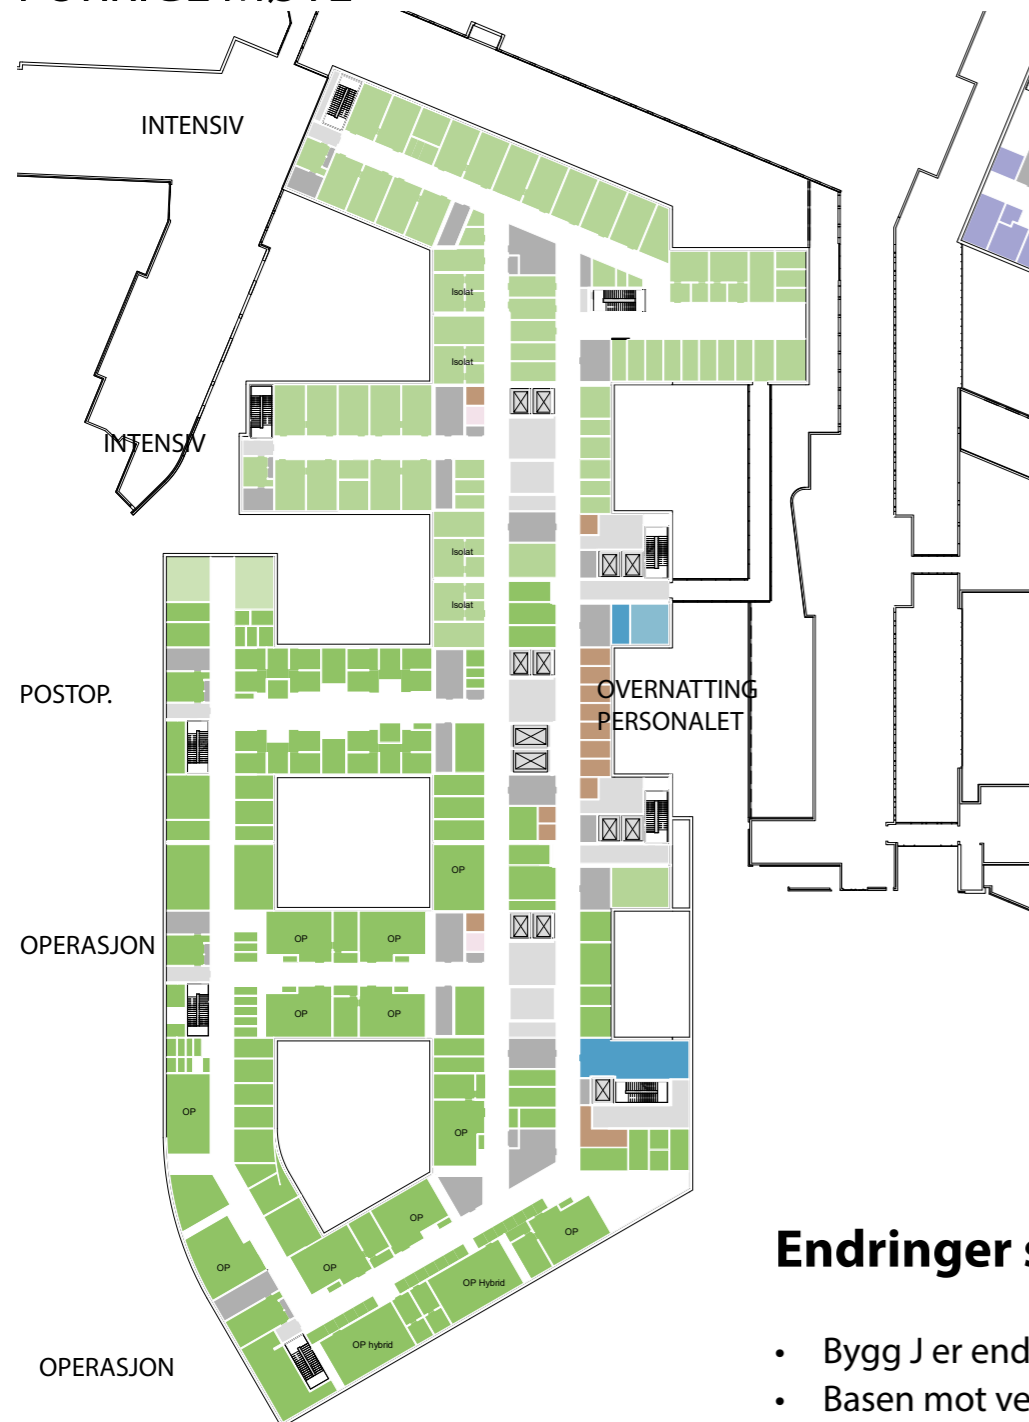 INTENSIV
Isolat
Isolat
INTENSIV
Isolat
Isolat
POSTOP.
OVERNATTING
PERSONALET
OP
OPERASJON
OP
OP
OP
OP
OP
OP
OP
OP
OP
OP
OP Hybrid
OP hybrid
Endringer s
OPERASJON
• Bygg J er end
• Basen mot ve